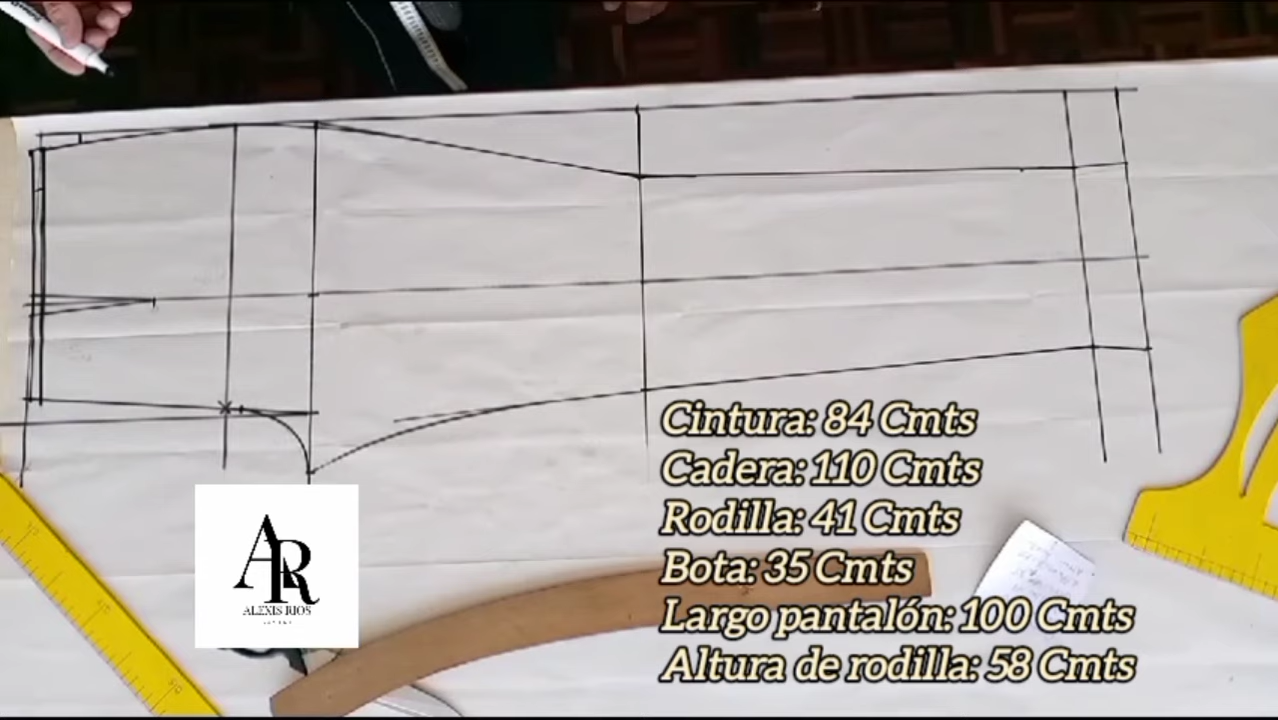 Cintura: 84 Cmts
Cadera: 110 Cmts
Rodilla: 41 Cmts
Bota: 35 Cmts
Largo pantalón: 100 Cmts
Altura de rodilla: 58 Cmts
AR
ALEXIS RIOS